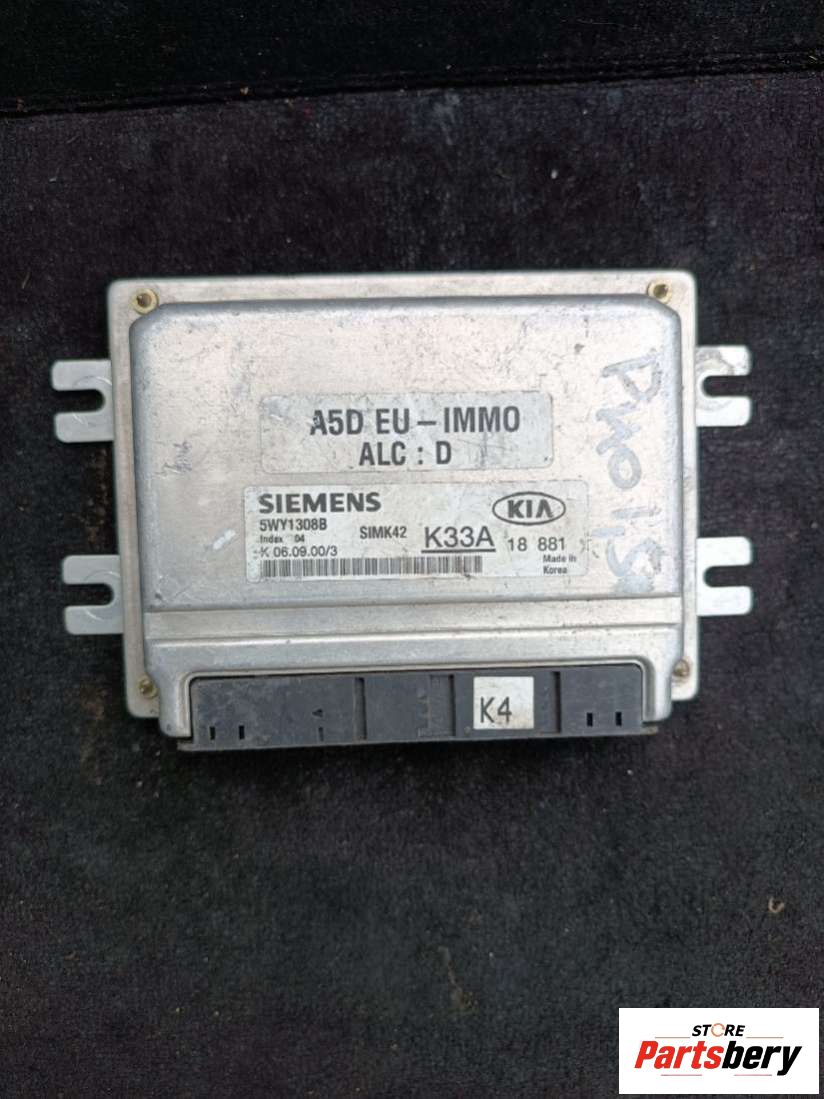 A5D EU - IMMO
ALC : D
SIEMENS
KIA
5WY1308B
SIMK42
K33A
18 881
Index 04
K 06.09.00/3
Made in
Korea
K4
STORE
Partsbery